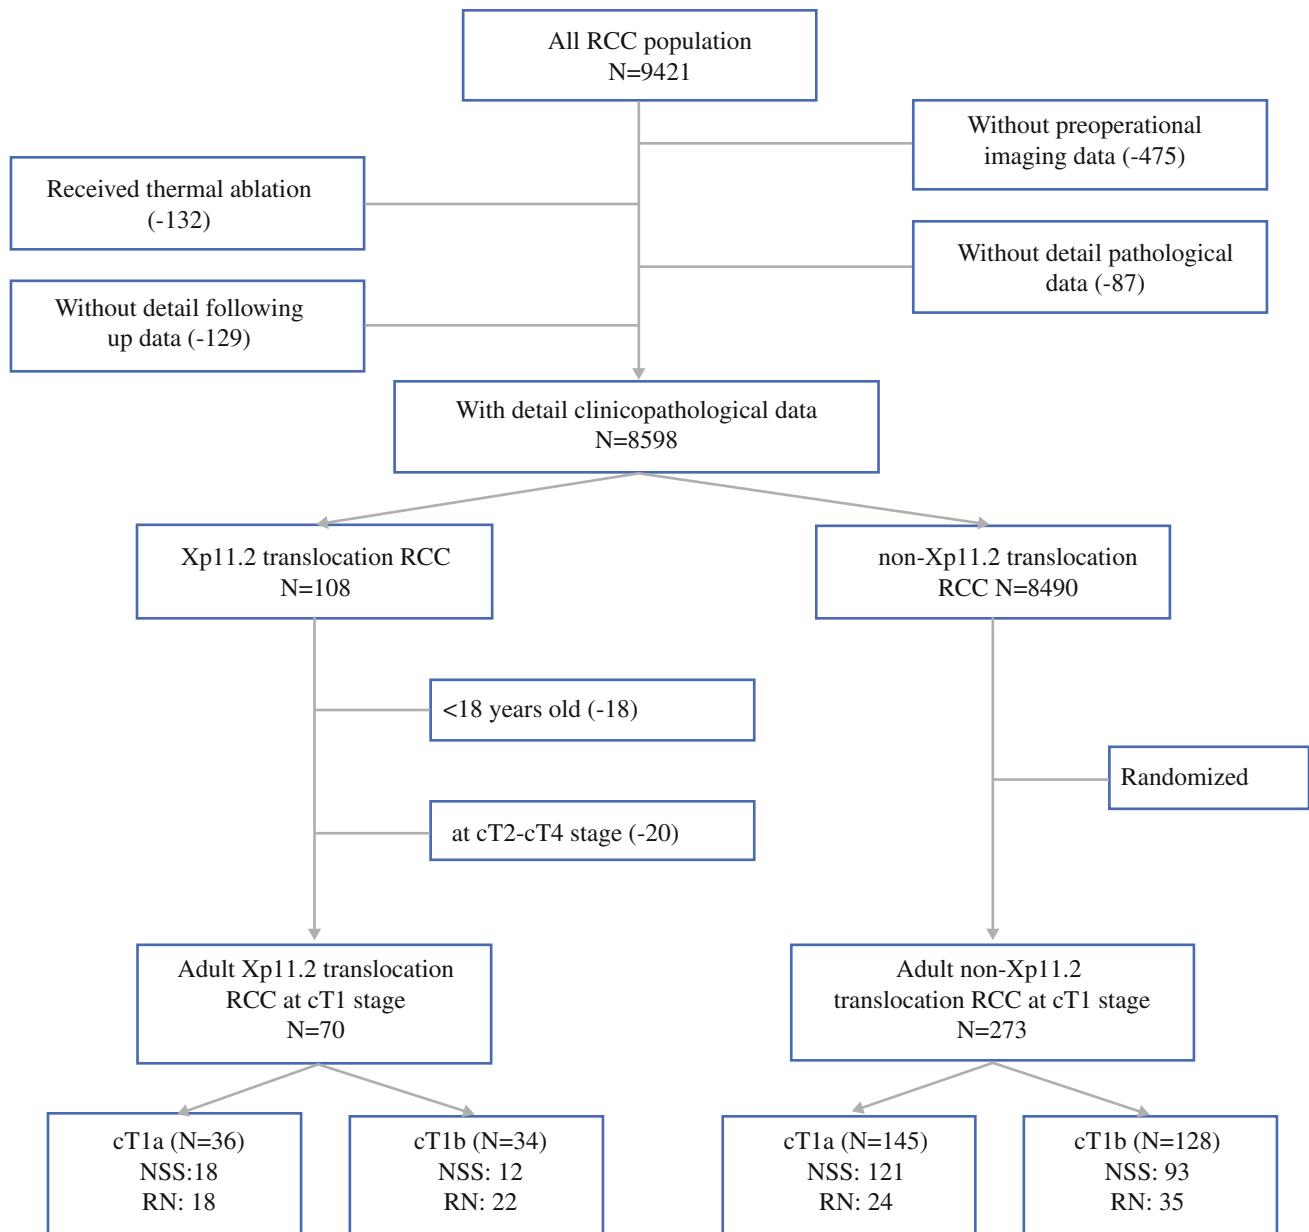 All RCC population
N=9421
Without preoperational
imaging data (-475)
Received thermal ablation
(-132)
Without detail pathological
data (-87)
Without detail following
up data (-129)
With detail clinicopathological data
N=8598
Xp11.2 translocation RCC
N=108
non-Xp11.2 translocation
RCC N=8490
<18 years old (-18)
Randomized
at cT2-cT4 stage (-20)
Adult Xp11.2 translocation
RCC at cT1 stage
N=70
Adult non-Xp11.2
translocation RCC at cT1 stage
N=273
cT1a (N=36)
NSS:18
RN: 18
cT1b (N=34)
NSS: 12
RN: 22
cT1a (N=145)
NSS: 121
RN: 24
cT1b (N=128)
NSS: 93
RN: 35